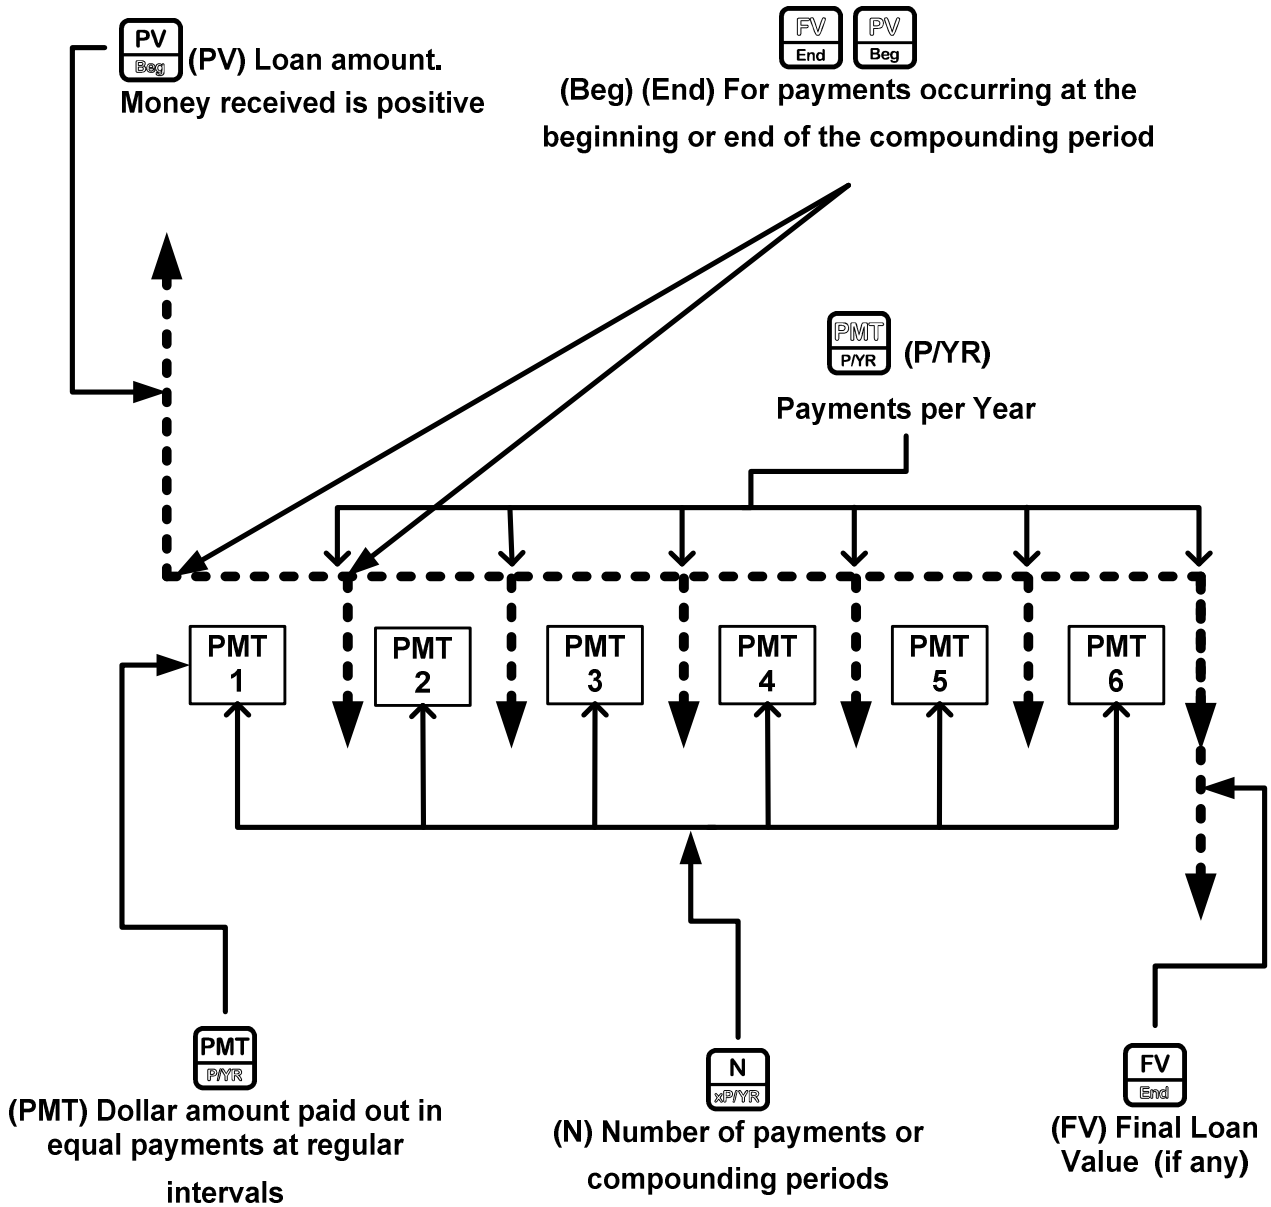 PV
Beg
(PV) Loan amount.
Money received is positive
FV
End
PV
Beg
(Beg) (End) For payments occurring at the
beginning or end of the compounding period
PMT
P/YR
(P/YR)
Payments per Year
PMT
1
PMT
2
PMT
3
PMT
4
PMT
5
PMT
6
PMT
P/YR
(PMT) Dollar amount paid out in
equal payments at regular
intervals
N
xP/YR
(N) Number of payments or
compounding periods
FV
End
(FV) Final Loan
Value (if any)